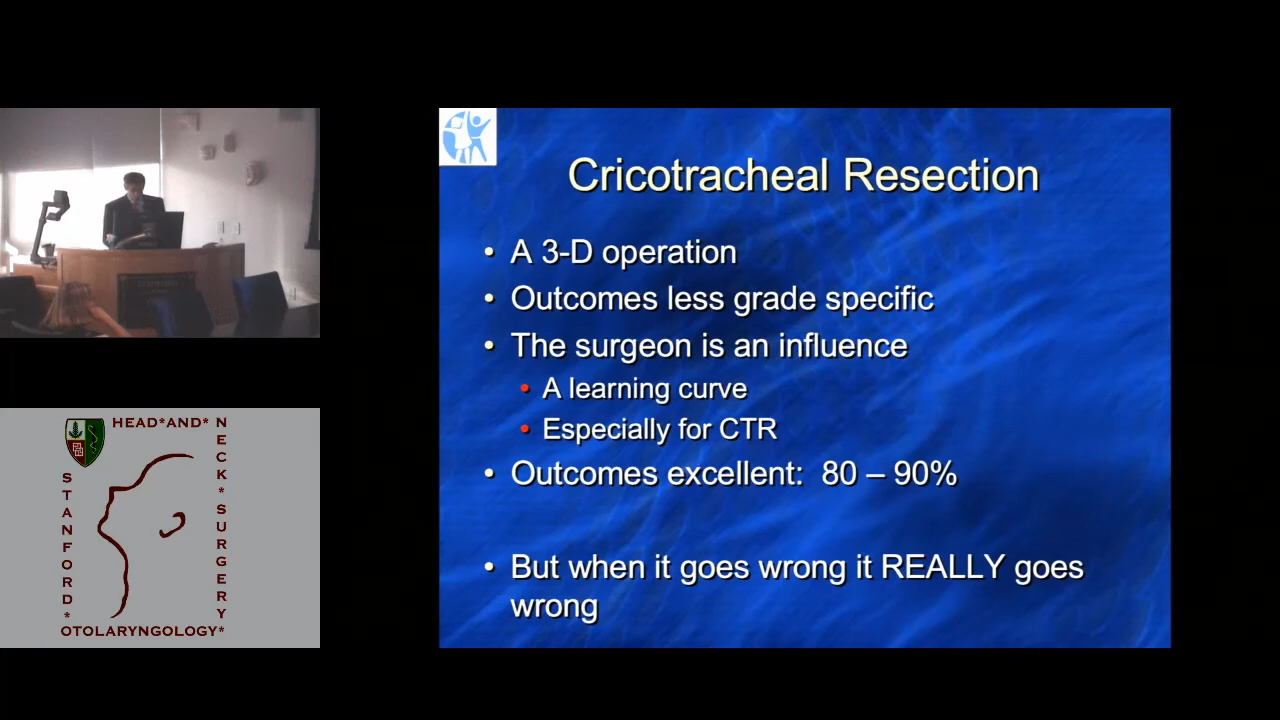 Cricotracheal Resection
• A 3-D operation
• Outcomes less grade specific
• The surgeon is an influence
• A learning curve
• Especially for CTR
• Outcomes excellent: 80 – 90%
• But when it goes wrong it REALLY goes
wrong
HEAD*AND*
NECK*SURGERY
STANFORD*
OTOLARYNGOLOGY*